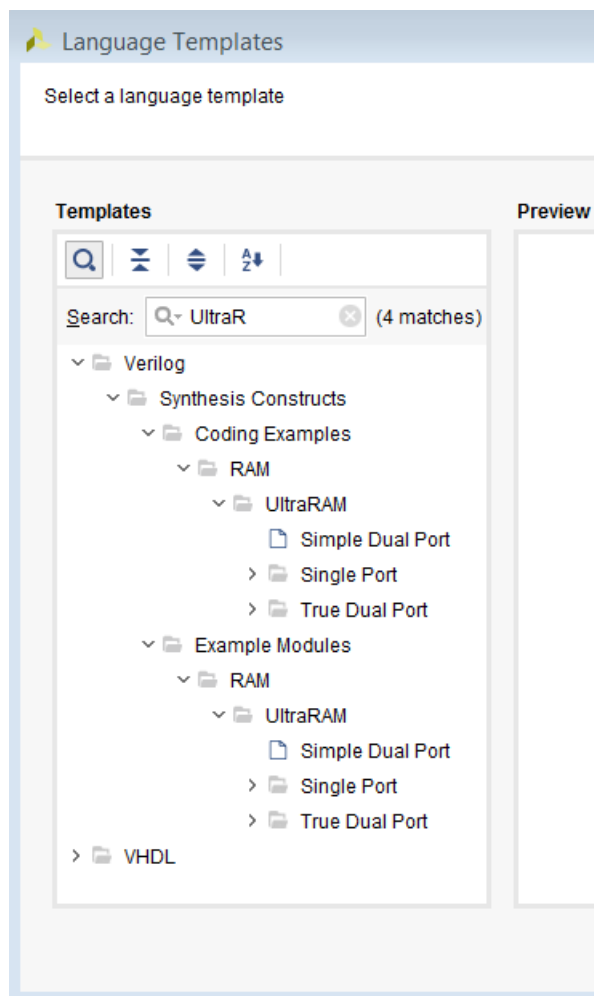 Language Templates
Select a language template
Templates
Preview
A
Z
Search: UltraR (4 matches)
Verilog
Synthesis Constructs
Coding Examples
RAM
UltraRAM
Simple Dual Port
Single Port
True Dual Port
Example Modules
RAM
UltraRAM
Simple Dual Port
Single Port
True Dual Port
VHDL